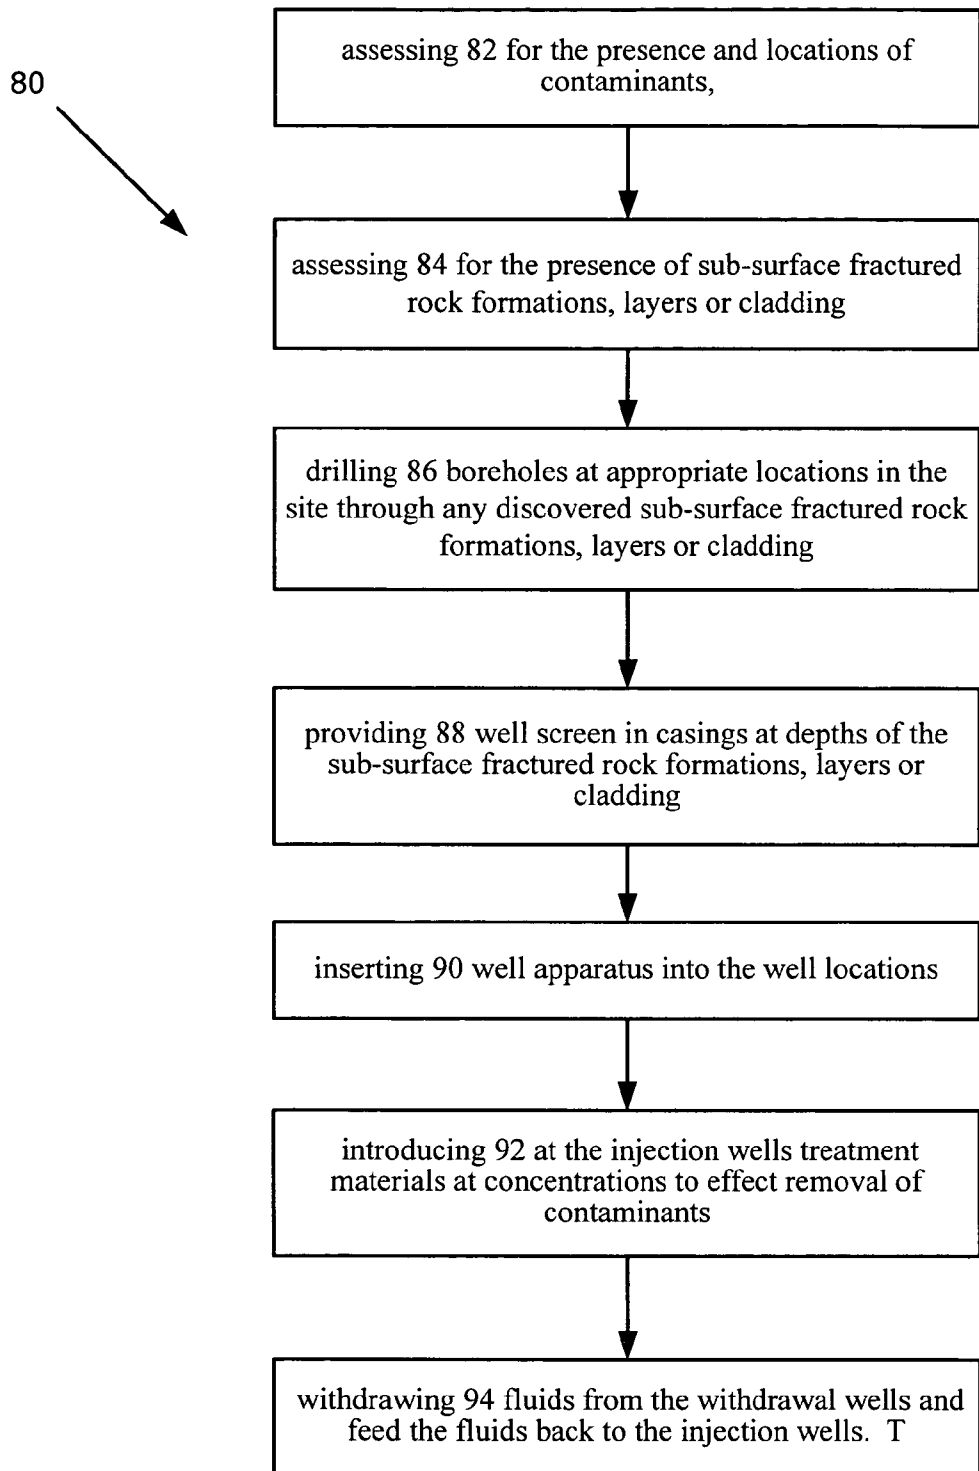 assessing 82 for the presence and locations of
contaminants,
80
assessing 84 for the presence of sub-surface fractured
rock formations, layers or cladding
drilling 86 boreholes at appropriate locations in the
site through any discovered sub-surface fractured rock
formations, layers or cladding
providing 88 well screen in casings at depths of the
sub-surface fractured rock formations, layers or
cladding
inserting 90 well apparatus into the well locations
introducing 92 at the injection wells treatment
materials at concentrations to effect removal of
contaminants
withdrawing 94 fluids from the withdrawal wells and
feed the fluids back to the injection wells.  T